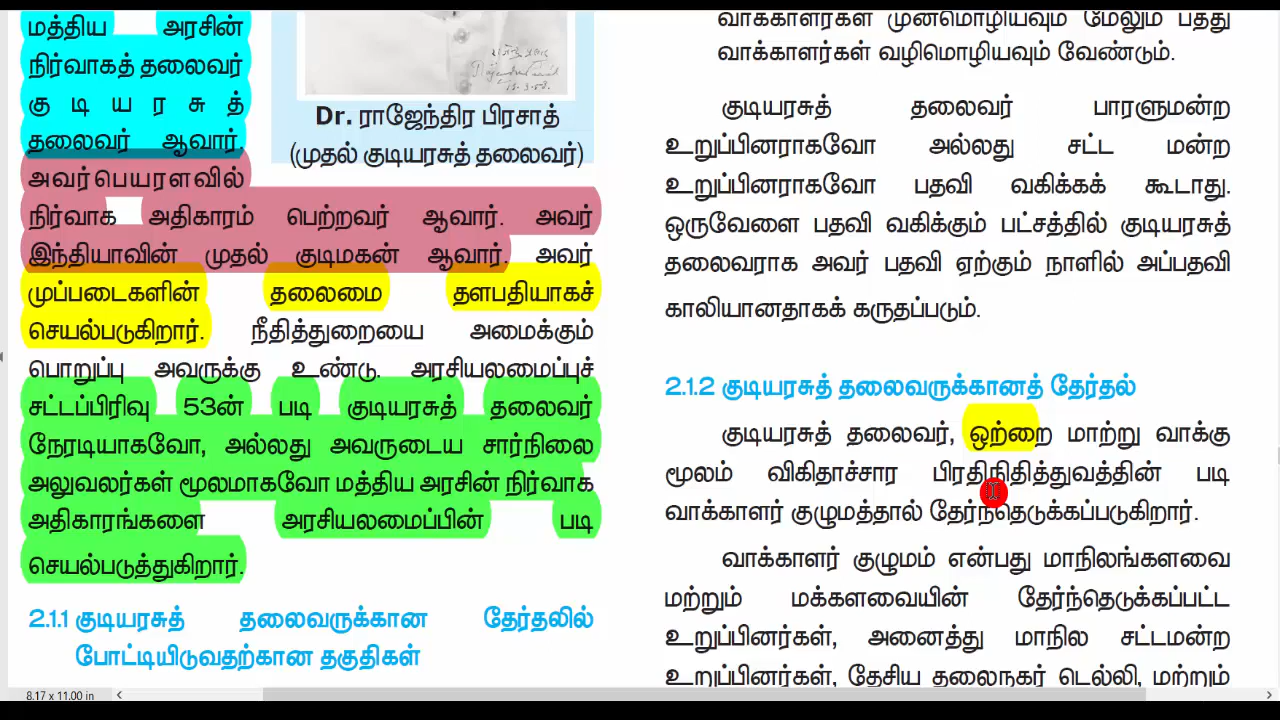 மத்திய அரசின்
நிர்வாகத் தலைவர்
குடியரசுத்
தலைவர் ஆவார்.
அவர்பெயரளவில்
நிர்வாக அதிகாரம் பெற்றவர் ஆவார். அவர்
இந்தியாவின் முதல் குடிமகன் ஆவார். அவர்
முப்படைகளின் தலைமை தளபதியாகச்
செயல்படுகிறார். நீதித்துறையை அமைக்கும்
பொறுப்பு அவருக்கு உண்டு. அரசியலமைப்புச்
சட்டப்பிரிவு 53ன் படி குடியரசுத் தலைவர்
நேரடியாகவோ, அல்லது அவருடைய சார்நிலை
அலுவலர்கள் மூலமாகவோ மத்திய அரசின் நிர்வாக
அதிகாரங்களை அரசியலமைப்பின் படி
செயல்படுத்துகிறார்.
Dr. ராஜேந்திர பிரசாத்
(முதல் குடியரசுத் தலைவர்)
2.1.1 குடியரசுத் தலைவருக்கான தேர்தலில்
போட்டியிடுவதற்கான தகுதிகள்
வாக்காளர்கள் முன்மொழியவும் மேலும் பத்து
வாக்காளர்கள் வழிமொழியவும் வேண்டும்.
குடியரசுத் தலைவர் பாரளுமன்ற
உறுப்பினராகவோ அல்லது சட்ட மன்ற
உறுப்பினராகவோ பதவி வகிக்கக் கூடாது.
ஒருவேளை பதவி வகிக்கும் பட்சத்தில் குடியரசுத்
தலைவராக அவர் பதவி ஏற்கும் நாளில் அப்பதவி
காலியானதாகக் கருதப்படும்.
2.1.2 குடியரசுத் தலைவருக்கானத் தேர்தல்
குடியரசுத் தலைவர், ஒற்றை மாற்று வாக்கு
மூலம் விகிதாச்சார பிரதிநிதித்துவத்தின் படி
வாக்காளர் குழுமத்தால் தேர்ந்தெடுக்கப்படுகிறார்.
வாக்காளர் குழுமம் என்பது மாநிலங்களவை
மற்றும் மக்களவையின் தேர்ந்தெடுக்கப்பட்ட
உறுப்பினர்கள், அனைத்து மாநில சட்டமன்ற
உறுப்பினர்கள், தேசிய தலைநகர் டெல்லி, மற்றும்
8.17 x 11.00 in